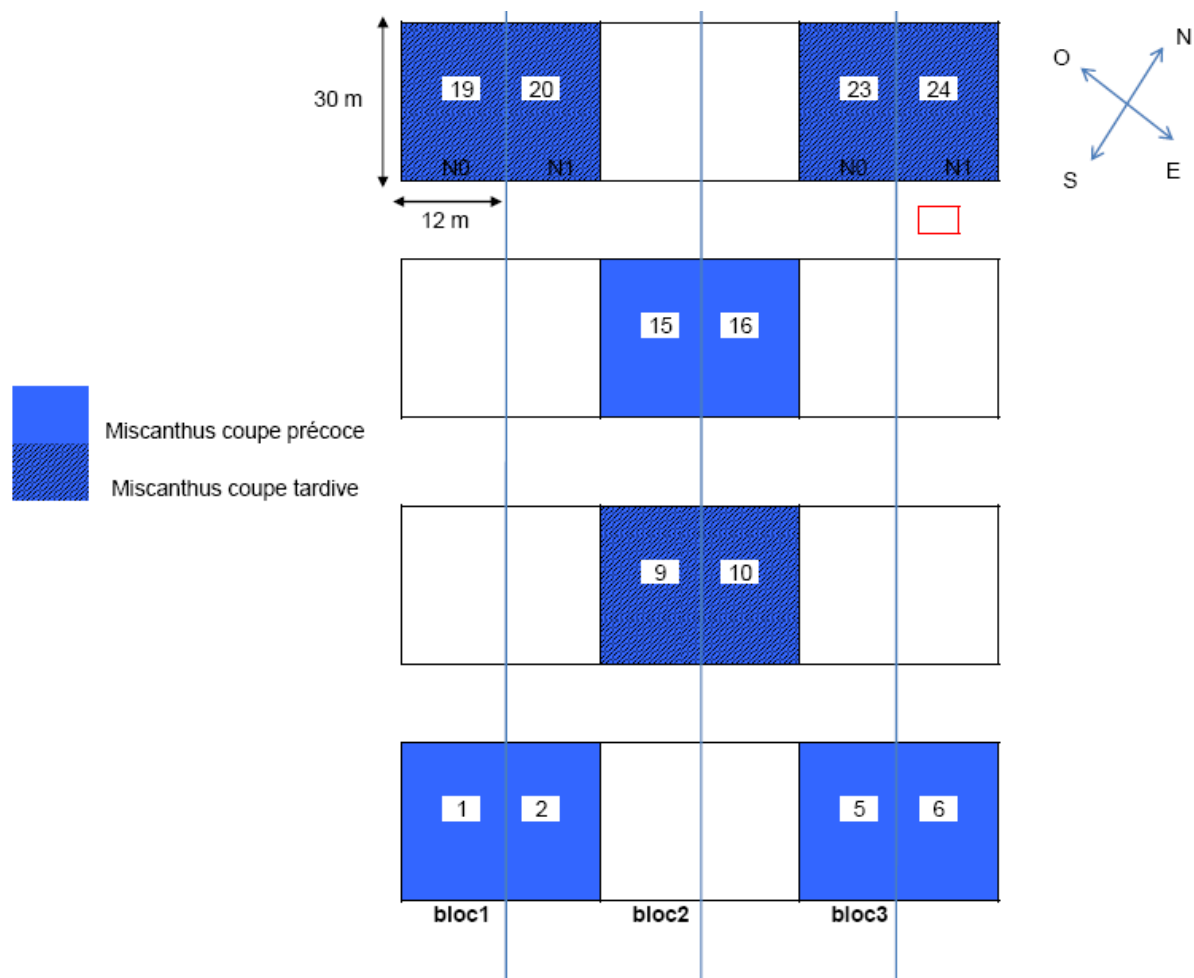 N
O
19 20 23 24
30 m
N0 N1 N0 N1
S E
12 m
15 16
Miscanthus coupe précoce
Miscanthus coupe tardive
9 10
1 2 5 6
bloc1 bloc2 bloc3